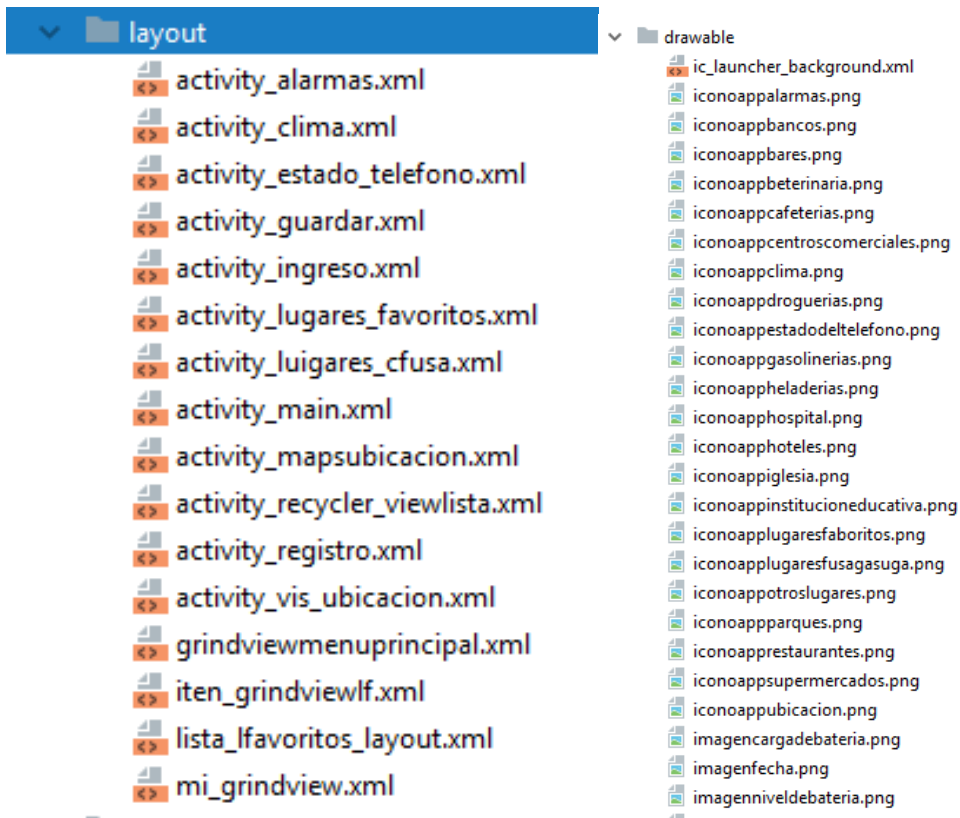 layout
activity_alarmas.xml
activity_clima.xml
activity_estado_telefono.xml
activity_guardar.xml
activity_ingreso.xml
activity_lugares_favoritos.xml
activity_luigares_cfusa.xml
activity_main.xml
activity_mapsubicacion.xml
activity_recycler_viewlista.xml
activity_registro.xml
activity_vis_ubicacion.xml
grindviewmenuprincipal.xml
iten_grindviewlf.xml
lista_lfavoritos_layout.xml
mi_grindview.xml
drawable
ic_launcher_background.xml
iconoappalarmas.png
iconoappbancos.png
iconoappbares.png
iconoappbeterinaria.png
iconoappcafeterias.png
iconoappcentroscomerciales.png
iconoappclima.png
iconoappdroguerias.png
iconoappestadodeltelefono.png
iconoappgasolinerias.png
iconoappheladerias.png
iconoapphospital.png
iconoapphoteles.png
iconoappiglesia.png
iconoappinstitucioneducativa.png
iconoapplugaresfaboritos.png
iconoapplugaresfusagasuga.png
iconoappotroslugares.png
iconoappparques.png
iconoapprestaurantes.png
iconoappsupermercados.png
iconoappubicacion.png
imagencargadebateria.png
imagenfecha.png
imagenniveldebateria.png